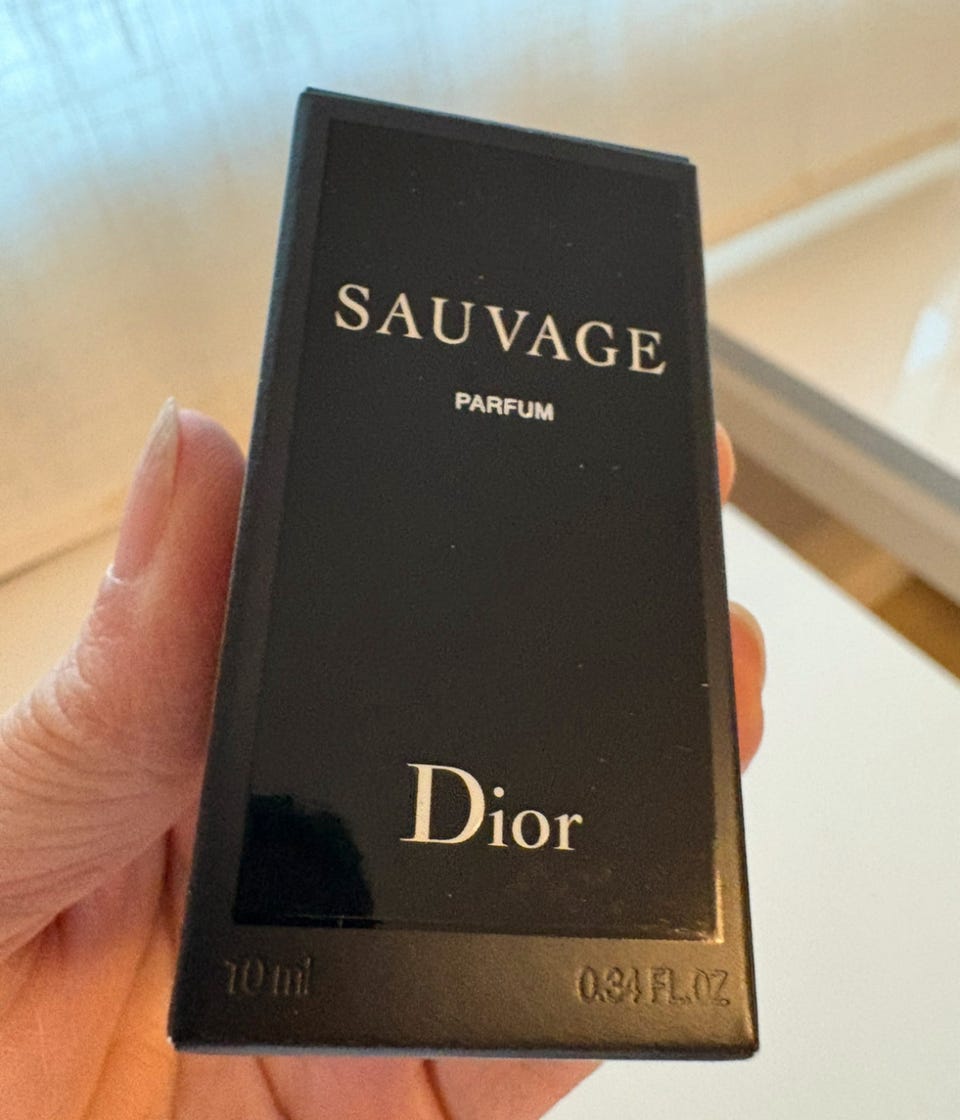 SAUVAGE
PARFUM
Dior
10 ml 0.34 FL.OZ